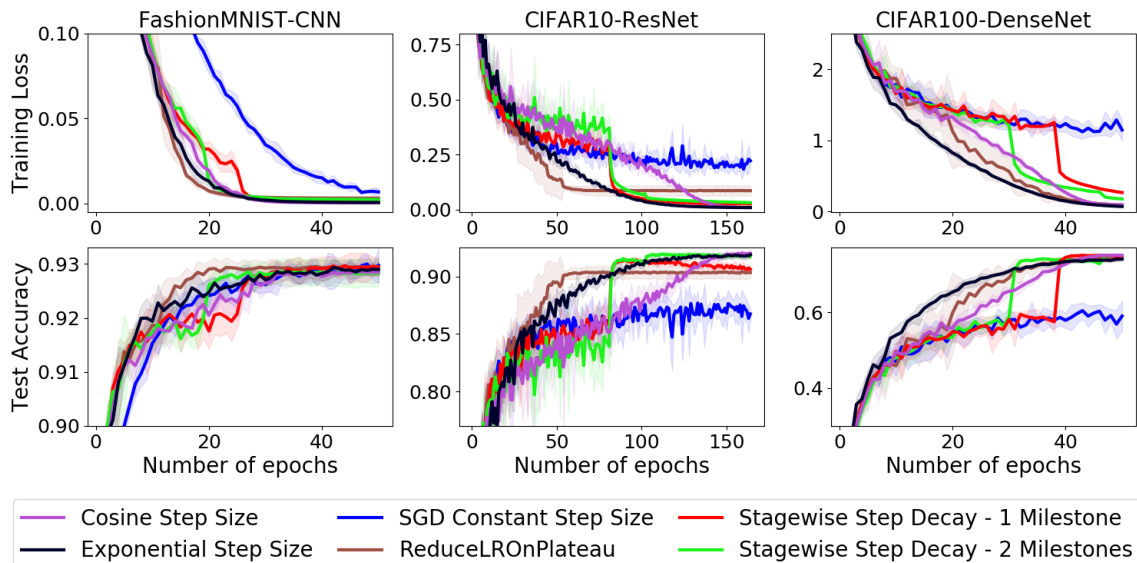 FashionMNIST-CNN CIFAR10-ResNet CIFAR100-DenseNet
Training Loss
0.10
0.05
0.00
0.75
0.50
0.25
0.00
2
1
0
0 20 40
0 50 100 150
0 20 40
Test Accuracy
0.93
0.92
0.91
0.90
0.90
0.85
0.80
0.6
0.4
0 20 40
0 50 100 150
0 20 40
Number of epochs Number of epochs Number of epochs
Cosine Step Size SGD Constant Step Size Stagewise Step Decay - 1 Milestone
Exponential Step Size ReduceLROnPlateau Stagewise Step Decay - 2 Milestones